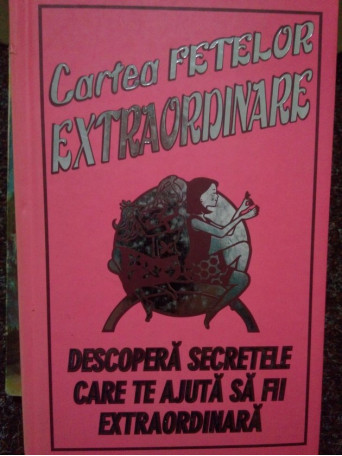 Cartea FETELOR
EXTRAORDINARE
DESCOPERĂ SECRETELE
CARE TE AJUTĂ SĂ FII
EXTRAORDINARĂ